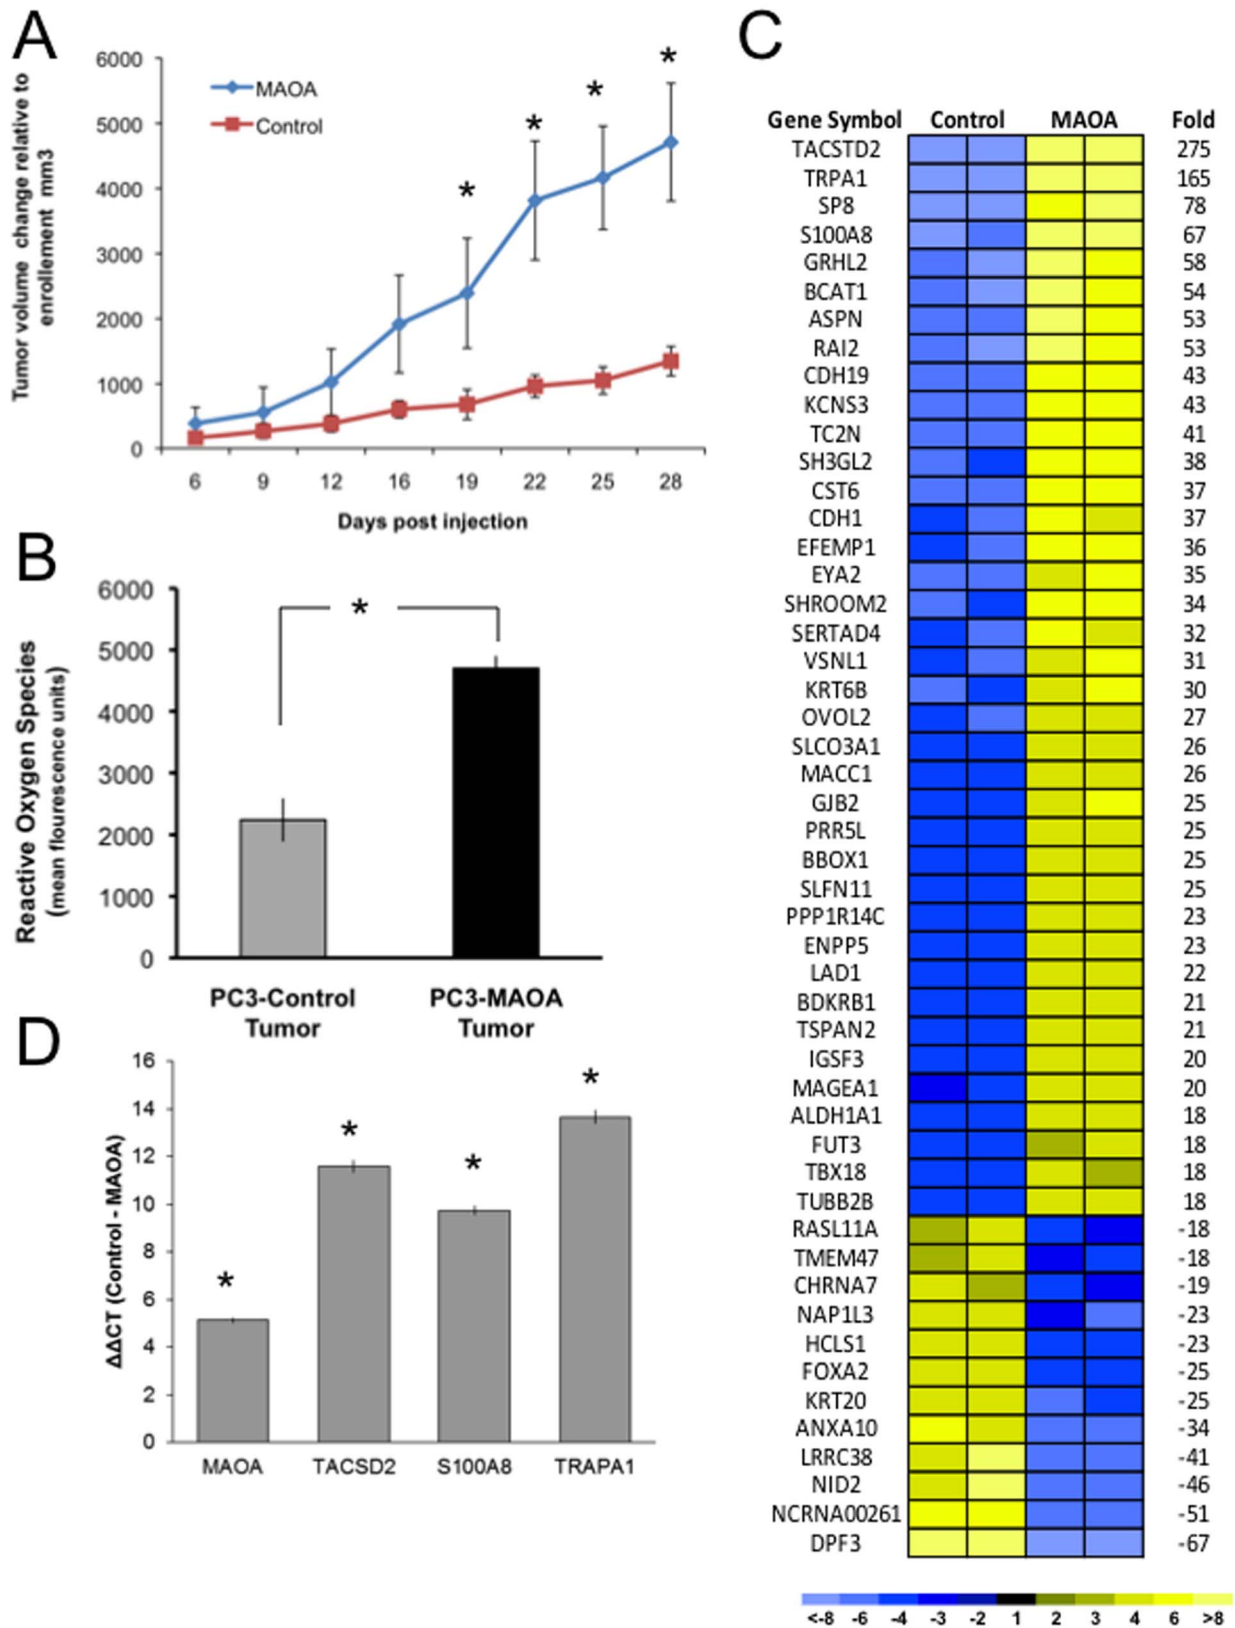 A
Tumor volume change relative to
enrollement mm3
6000
5000
4000
3000
2000
1000
0
MAOA
Control
*
*
*
*
6 9 12 16 19 22 25 28
Days post injection
B
Reactive Oxygen Species
(mean flourescence units)
6000
5000
4000
3000
2000
1000
0
*
PC3-Control
Tumor
PC3-MAOA
Tumor
D
ΔΔCT (Control - MAOA)
16
14
12
10
8
6
4
2
0
*
*
*
*
MAOA TACSD2 S100A8 TRAPA1
C
Gene Symbol Control MAOA Fold
TACSTD2 275
TRPA1 165
SP8 78
S100A8 67
GRHL2 58
BCAT1 54
ASPN 53
RAI2 53
CDH19 43
KCNS3 43
TC2N 41
SH3GL2 38
CST6 37
CDH1 37
EFEMP1 36
EYA2 35
SHROOM2 34
SERTAD4 32
VSNL1 31
KRT6B 30
OVOL2 27
SLCO3A1 26
MACC1 26
GJB2 25
PRR5L 25
BBOX1 25
SLFN11 25
PPP1R14C 23
ENPP5 23
LAD1 22
BDKRB1 21
TSPAN2 21
IGSF3 20
MAGEA1 20
ALDH1A1 18
FUT3 18
TBX18 18
TUBB2B 18
RASL11A -18
TMEM47 -18
CHRNA7 -19
NAP1L3 -23
HCLS1 -23
FOXA2 -25
KRT20 -25
ANXA10 -34
LRRC38 -41
NID2 -46
NCRNA00261 -51
DPF3 -67
<-8 -6 -4 -3 -2 1 2 3 4 6 >8